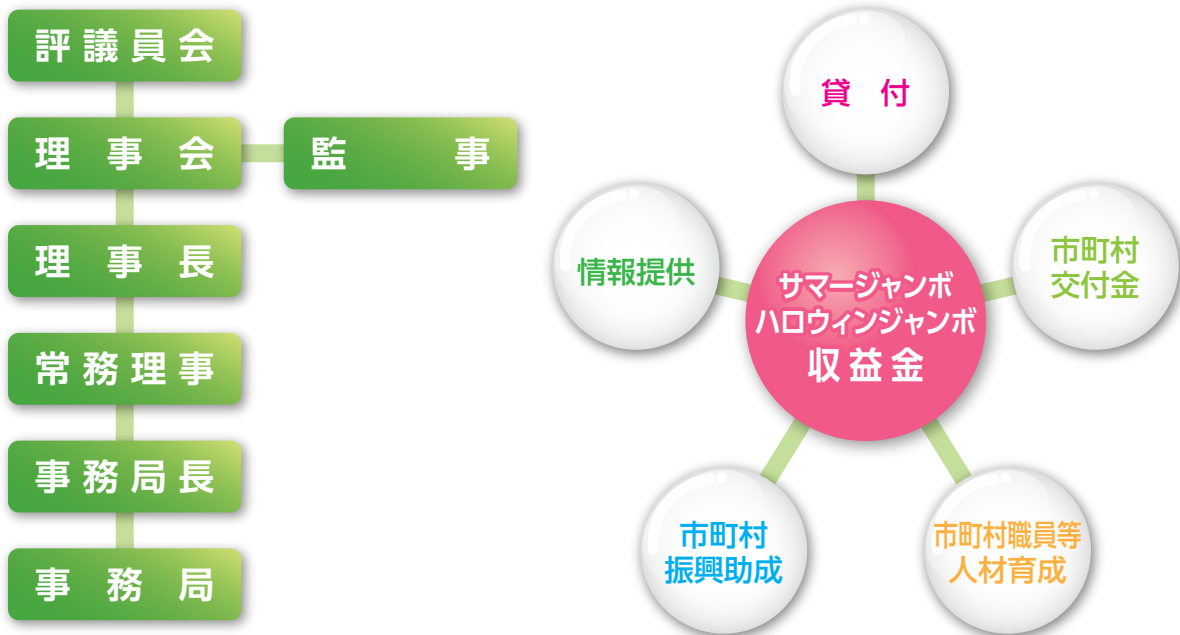 評議員会
理事会
監事
理事長
常務理事
事務局長
事務局
貸付
情報提供
サマージャンボ
ハロウィンジャンボ
収益金
市町村
交付金
市町村
振興助成
市町村職員等
人材育成